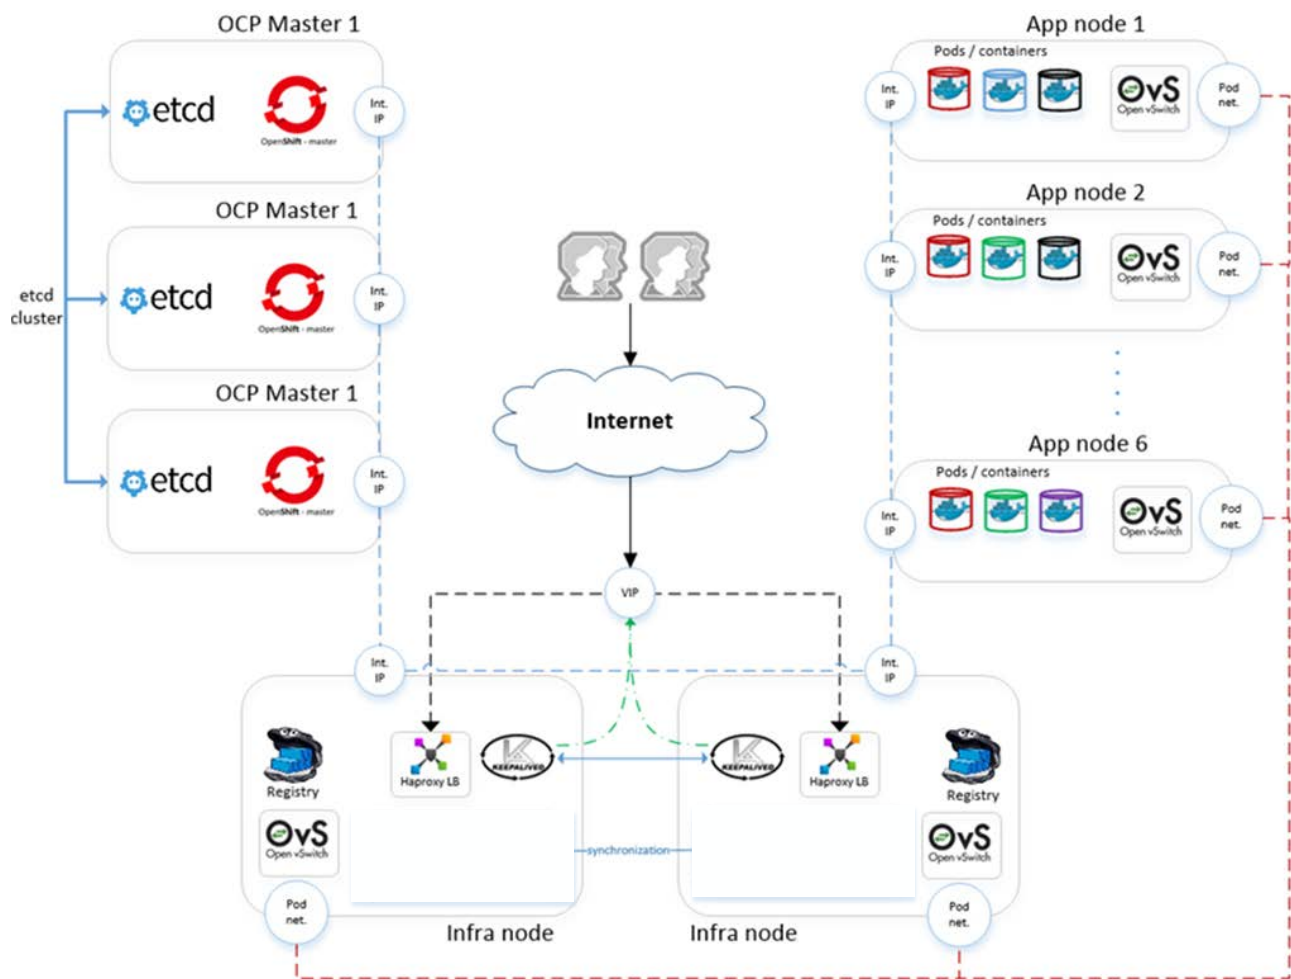 OCP Master 1
etcd
OpenShift - master
Int.
IP
OCP Master 1
etcd
OpenShift - master
Int.
IP
etcd
cluster
OCP Master 1
etcd
OpenShift - master
Int.
IP
App node 1
Pods / containers
Int.
IP
OvS
Open vSwitch
Pod
net.
App node 2
Pods / containers
Int.
IP
OvS
Open vSwitch
Pod
net.
App node 6
Pods / containers
Int.
IP
OvS
Open vSwitch
Pod
net.
Internet
VIP
Int.
IP
Int.
IP
Registry
Haproxy LB
KEEPALIVED
OvS
Open vSwitch
Pod
net.
Infra node
synchronization
KEEPALIVED
Haproxy LB
Registry
OvS
Open vSwitch
Pod
net.
Infra node